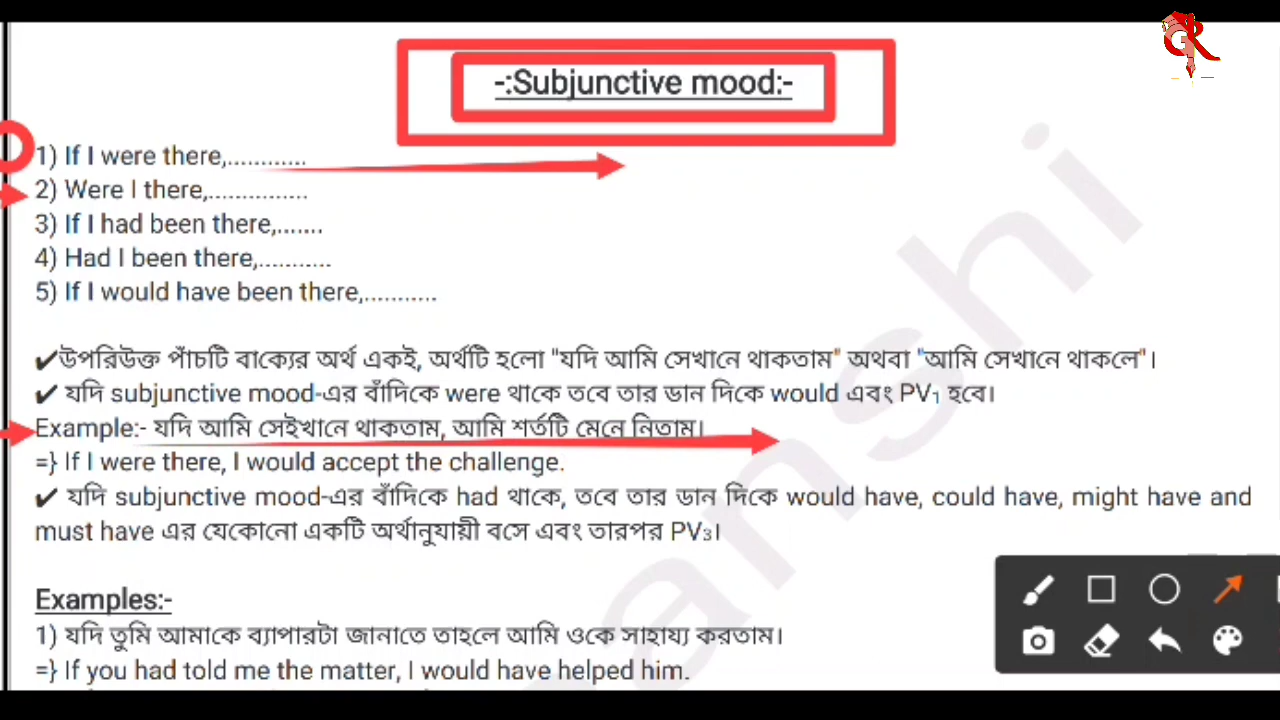 -:Subjunctive mood:-
1) If I were there,............
2) Were I there,...............
3) If I had been there,.......
4) Had I been there,...........
5) If I would have been there,...........
✔উপরিউক্ত পাঁচটি বাক্যের অর্থ একই, অর্থটি হলো "যদি আমি সেখানে থাকতাম" অথবা "আমি সেখানে থাকলে"।
✔ যদি subjunctive mood-এর বাঁদিকে were থাকে তবে তার ডান দিকে would এবং PV₁ হবে।
Example:- যদি আমি সেইখানে থাকতাম, আমি শর্তটি মেনে নিতাম।
=} If I were there, I would accept the challenge.
✔ যদি subjunctive mood-এর বাঁদিকে had থাকে, তবে তার ডান দিকে would have, could have, might have and
must have এর যেকোনো একটি অর্থানুযায়ী বসে এবং তারপর PV₃।
Examples:-
1) যদি তুমি আমাকে ব্যাপারটা জানাতে তাহলে আমি ওকে সাহায্য করতাম।
=} If you had told me the matter, I would have helped him.